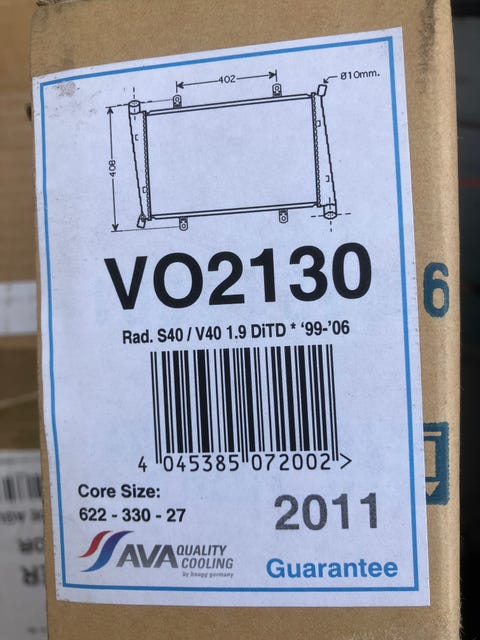 402
Ø10mm.
408
VO2130
Rad. S40 / V40 1.9 DiTD * '99-'06
4 045385 072002 >
Core Size:
622 - 330 - 27
2011
AVA QUALITY COOLING
by haugg germany
Guarantee
6